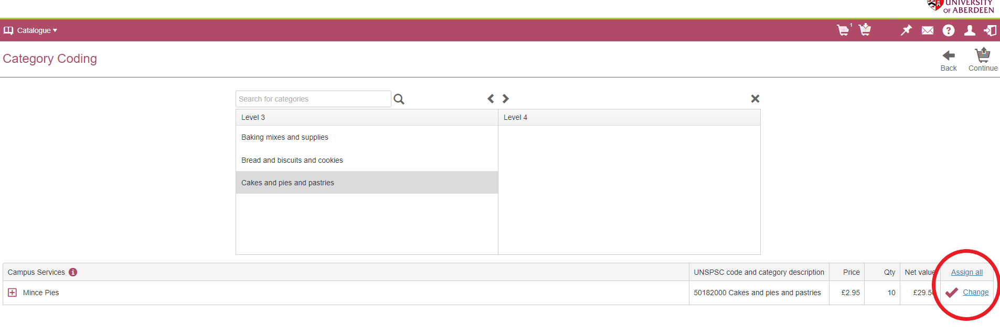 UNIVERSITY
OF ABERDEEN
Catalogue
1
Category Coding
Back
Continue
Search for categories
Level 3
Level 4
Baking mixes and supplies
Bread and biscuits and cookies
Cakes and pies and pastries
Campus Services UNSPSC code and category description Price Qty Net value Assign all
Mince Pies 50182000 Cakes and pies and pastries £2.95 10 £29.50 Change